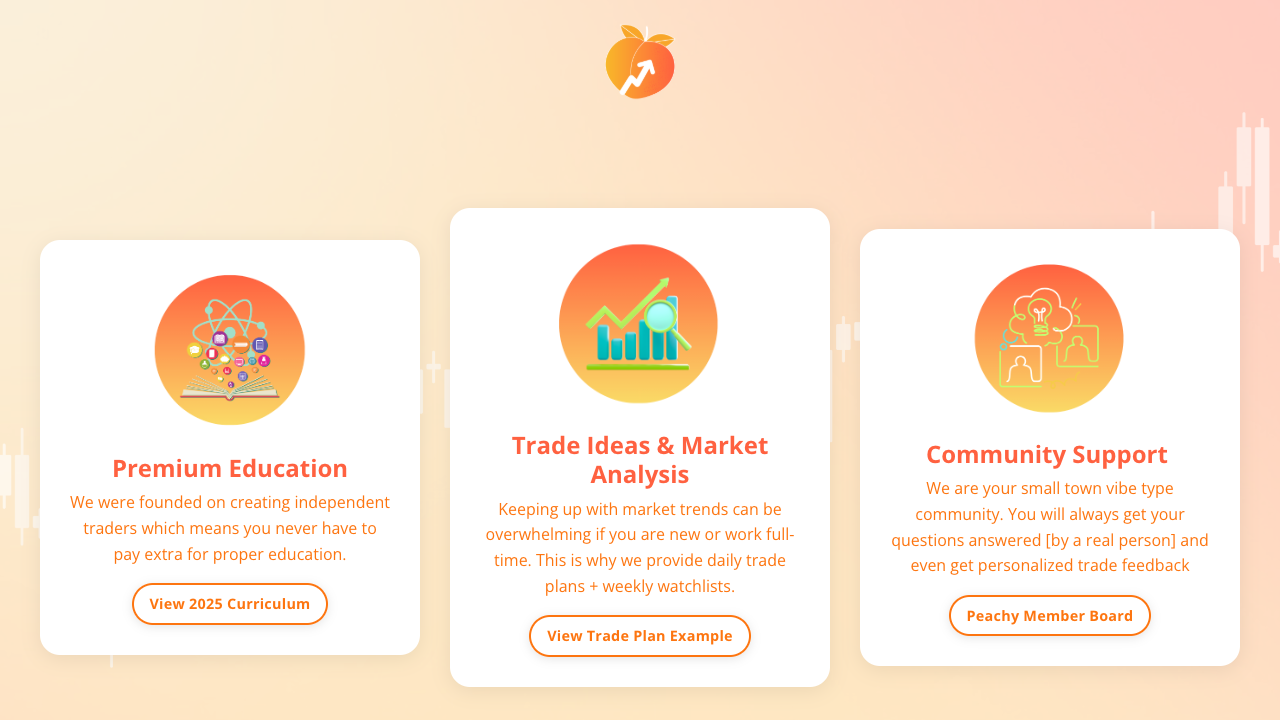 Premium Education
We were founded on creating independent
traders which means you never have to
pay extra for proper education.
View 2025 Curriculum
Trade Ideas & Market
Analysis
Keeping up with market trends can be
overwhelming if you are new or work full-
time. This is why we provide daily trade
plans + weekly watchlists.
View Trade Plan Example
Community Support
We are your small town vibe type
community. You will always get your
questions answered [by a real person] and
even get personalized trade feedback
Peachy Member Board